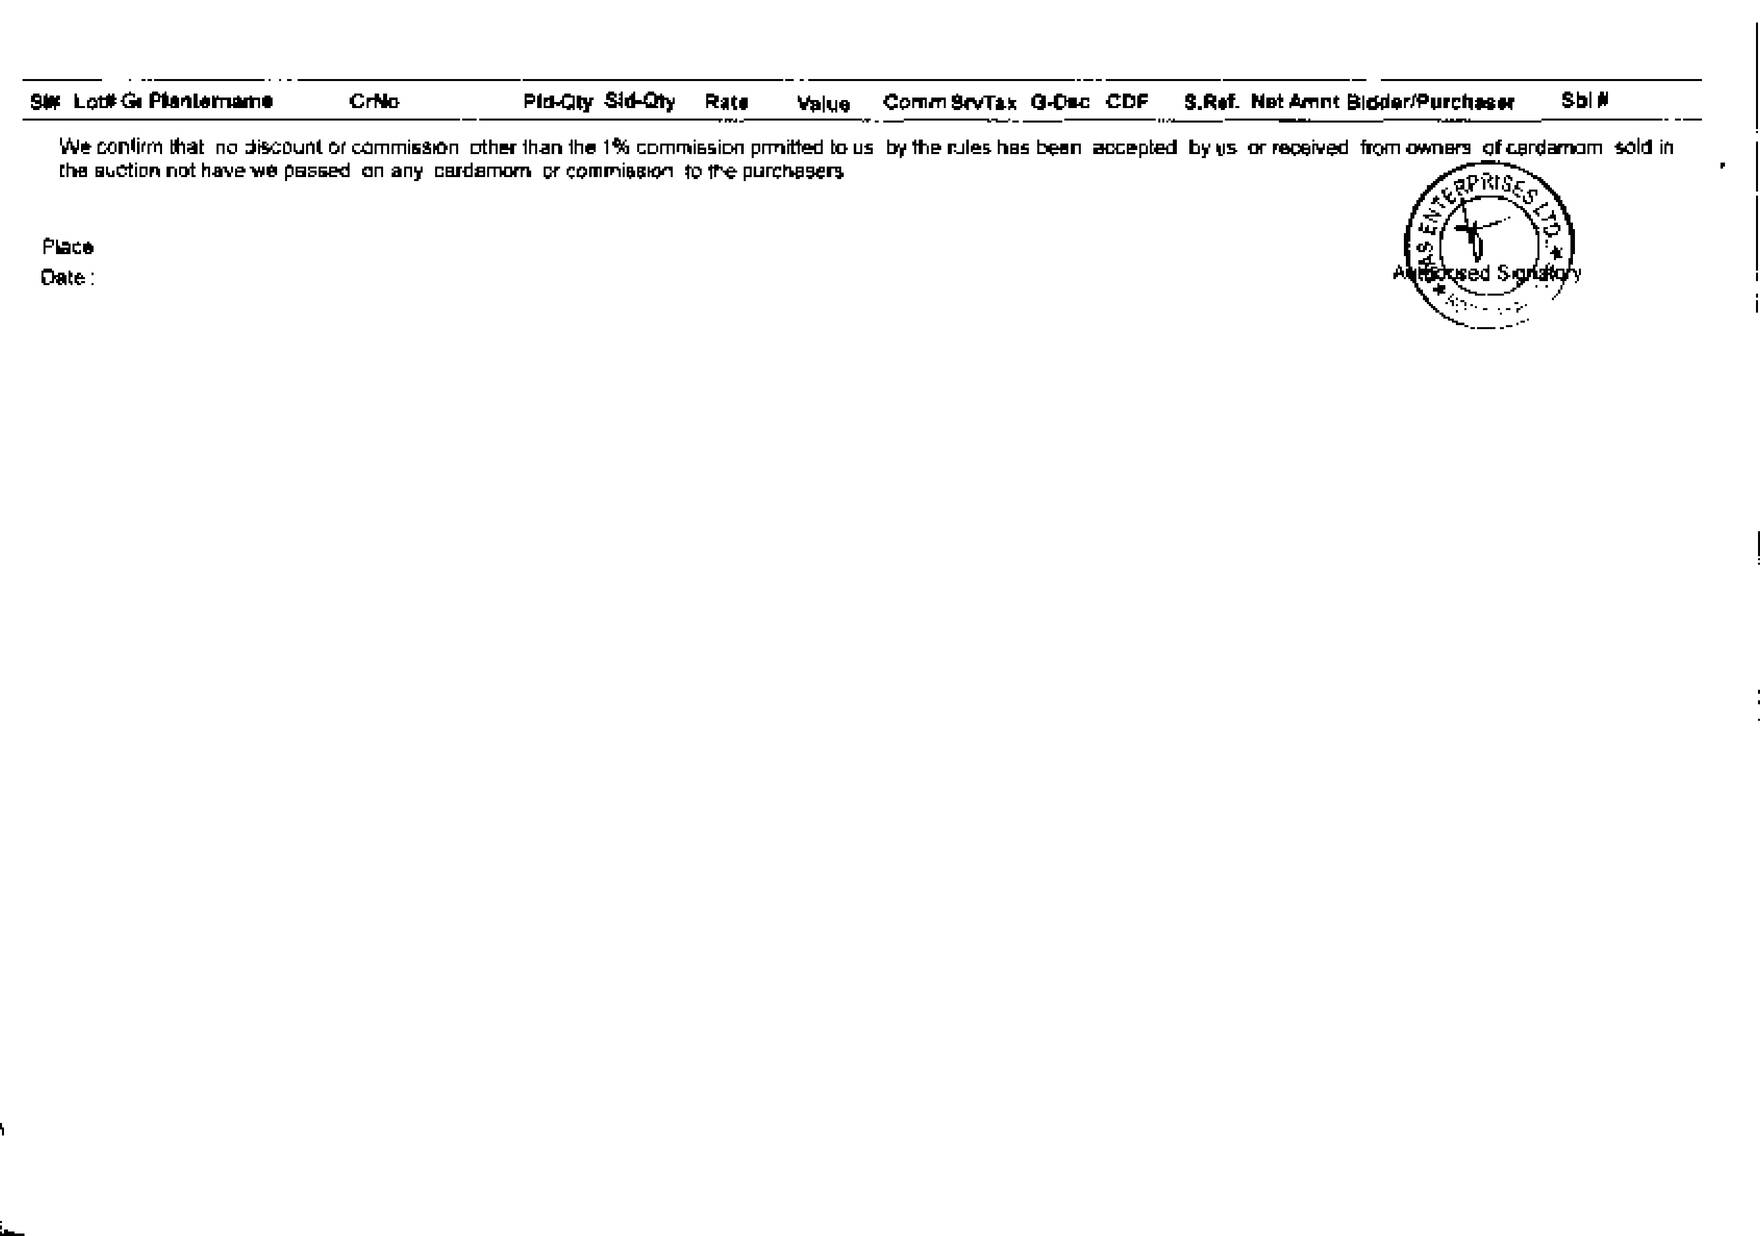 Sl# Lot# Gr Plantername CrNo Pld-Qty Sld-Qty Rate Value Comm SrvTax G-Dec CDF S.Ref. Net Amnt Bidder/Purchaser Sbl #
We confirm that no discount or commission other than the 1% commission prmitted to us by the rules has been accepted by us or received from owners of cardamom sold in
the auction not have we passed on any cardamom or commission to the purchasers
Place
Date :
MAS ENTERPRISES LTD.
Authorised Signatory